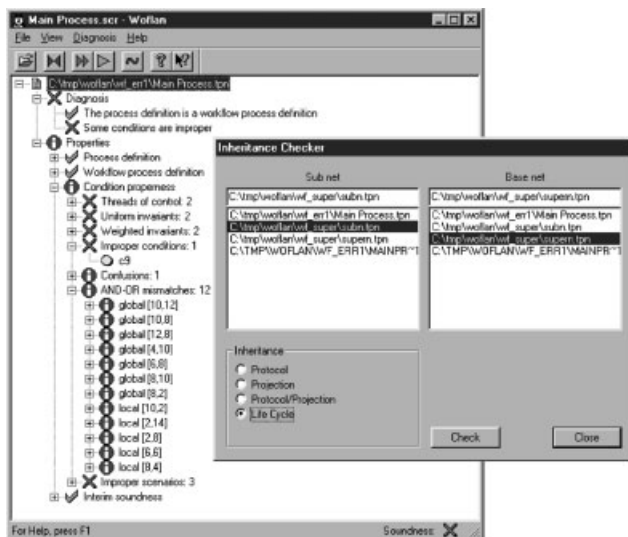 Main Process.scr - Woflan
File View Diagnosis Help
C:\tmp\woflan\wf_err1\Main Process.tpn
Diagnosis
The process definition is a workflow process definition
Some conditions are improper
Properties
Process definition
Workflow process definition
Condition properness
Threads of control: 2
Uniform invariants: 2
Weighted invariants: 2
Improper conditions: 1
c9
Confusions: 1
AND-OR mismatches: 12
global [10,12]
global [10,8]
global [12,8]
global [4,10]
global [6,8]
global [8,10]
global [8,2]
local [10,2]
local [2,14]
local [2,8]
local [6,6]
local [8,4]
Improper scenarios: 3
Interim soundness
For Help, press F1
Soundness:
Inheritance Checker
Sub net
Base net
C:\tmp\woflan\wf_super\subn.tpn
C:\tmp\woflan\wf_super\supern.tpn
C:\tmp\woflan\wf_err1\Main Process.tpn
C:\tmp\woflan\wf_super\subn.tpn
C:\tmp\woflan\wf_super\supern.tpn
C:\TMP\WOFLAN\WF_ERR1\MAINPR~1
C:\tmp\woflan\wf_err1\Main Process.tpn
C:\tmp\woflan\wf_super\subn.tpn
C:\tmp\woflan\wf_super\supern.tpn
C:\TMP\WOFLAN\WF_ERR1\MAINPR~1
Inheritance
Protocol
Projection
Protocol/Projection
Life Cycle
Check
Close